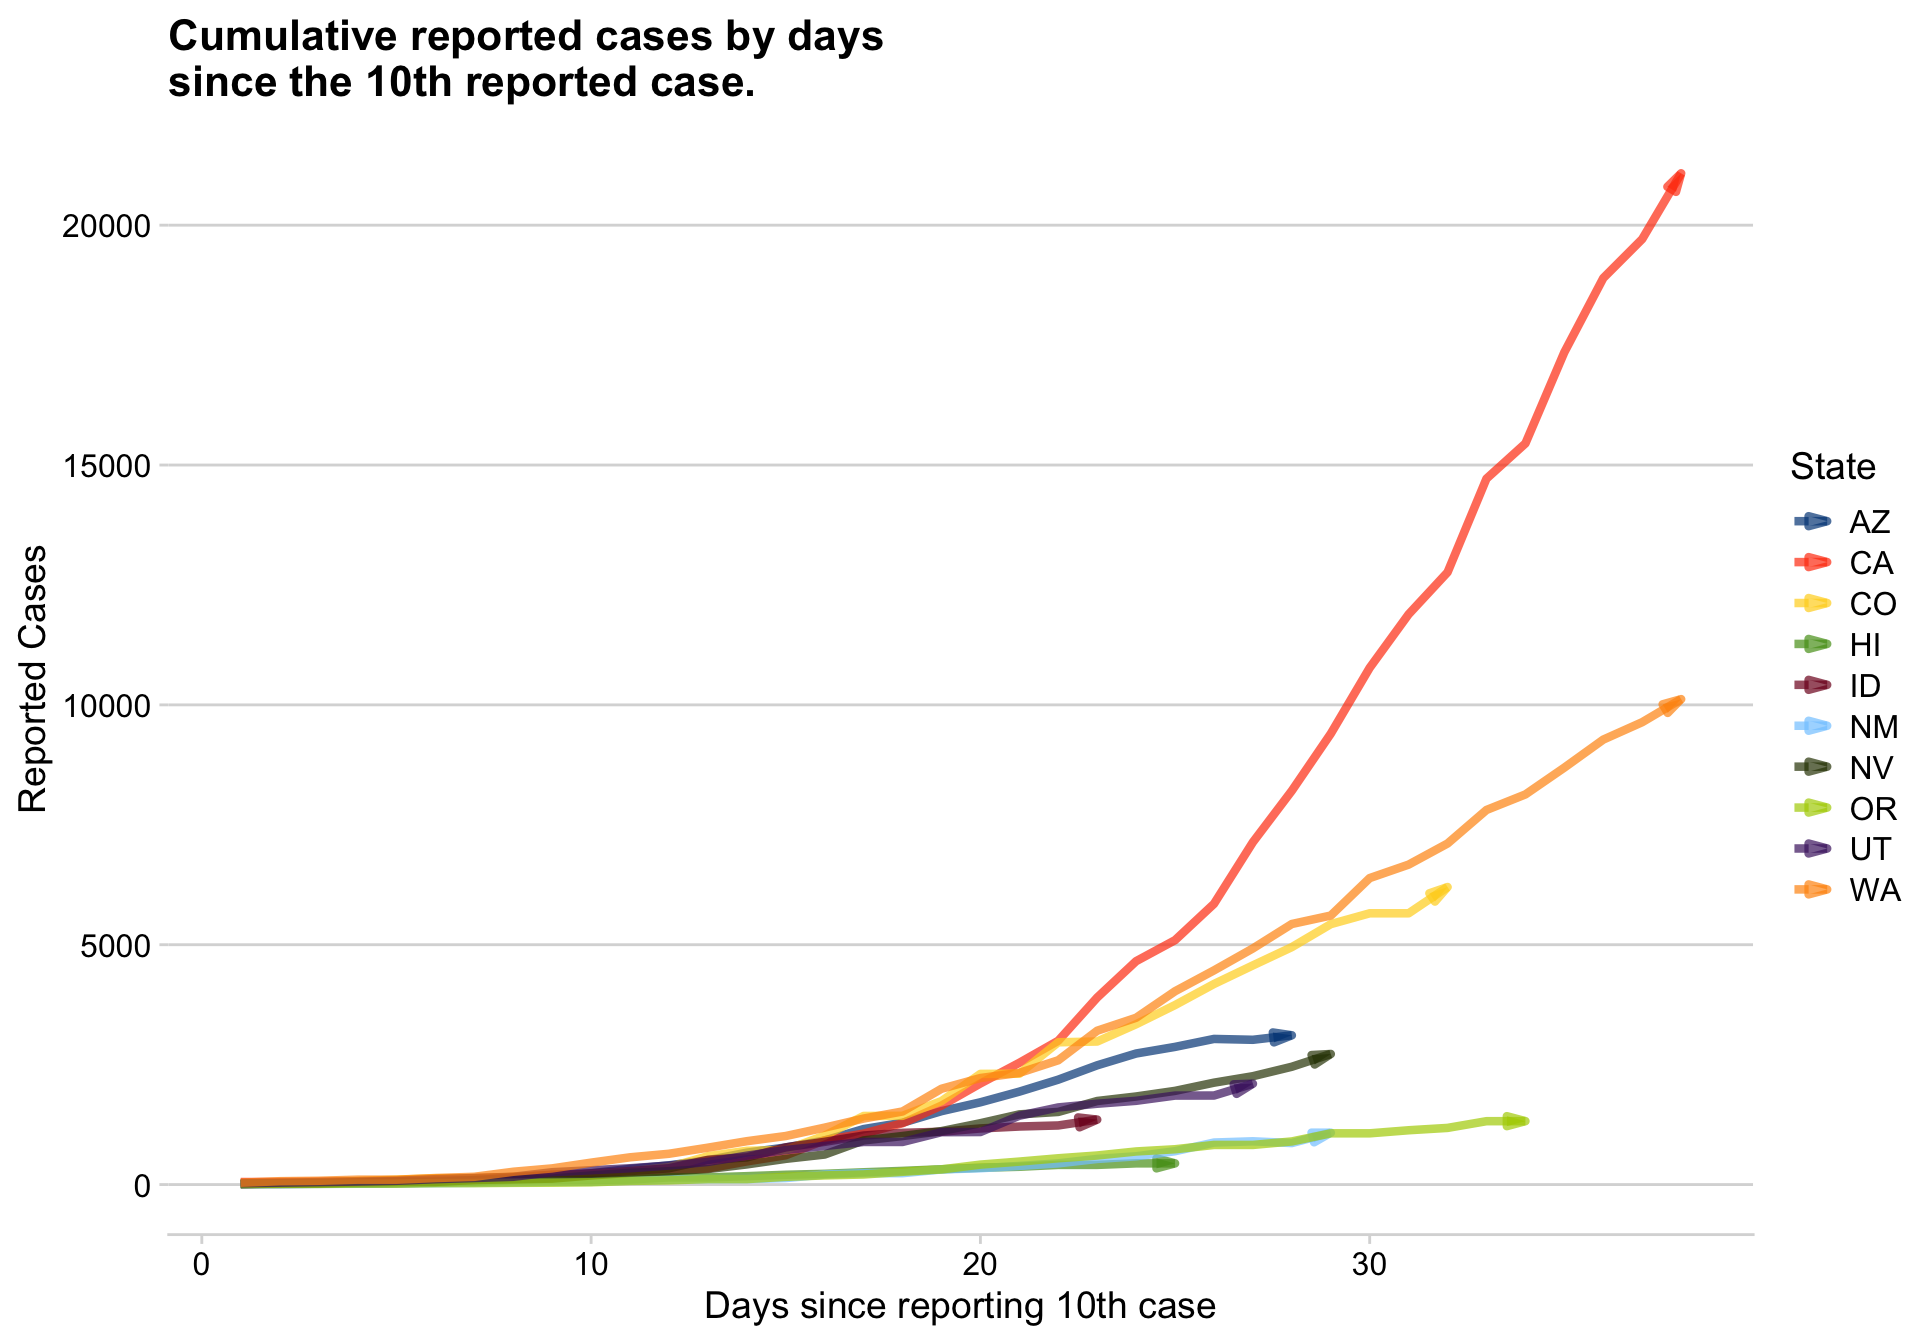 Cumulative reported cases by days
since the 10th reported case.
20000
15000
10000
5000
0
Reported Cases
0 10 20 30
Days since reporting 10th case
State
AZ
CA
CO
HI
ID
NM
NV
OR
UT
WA